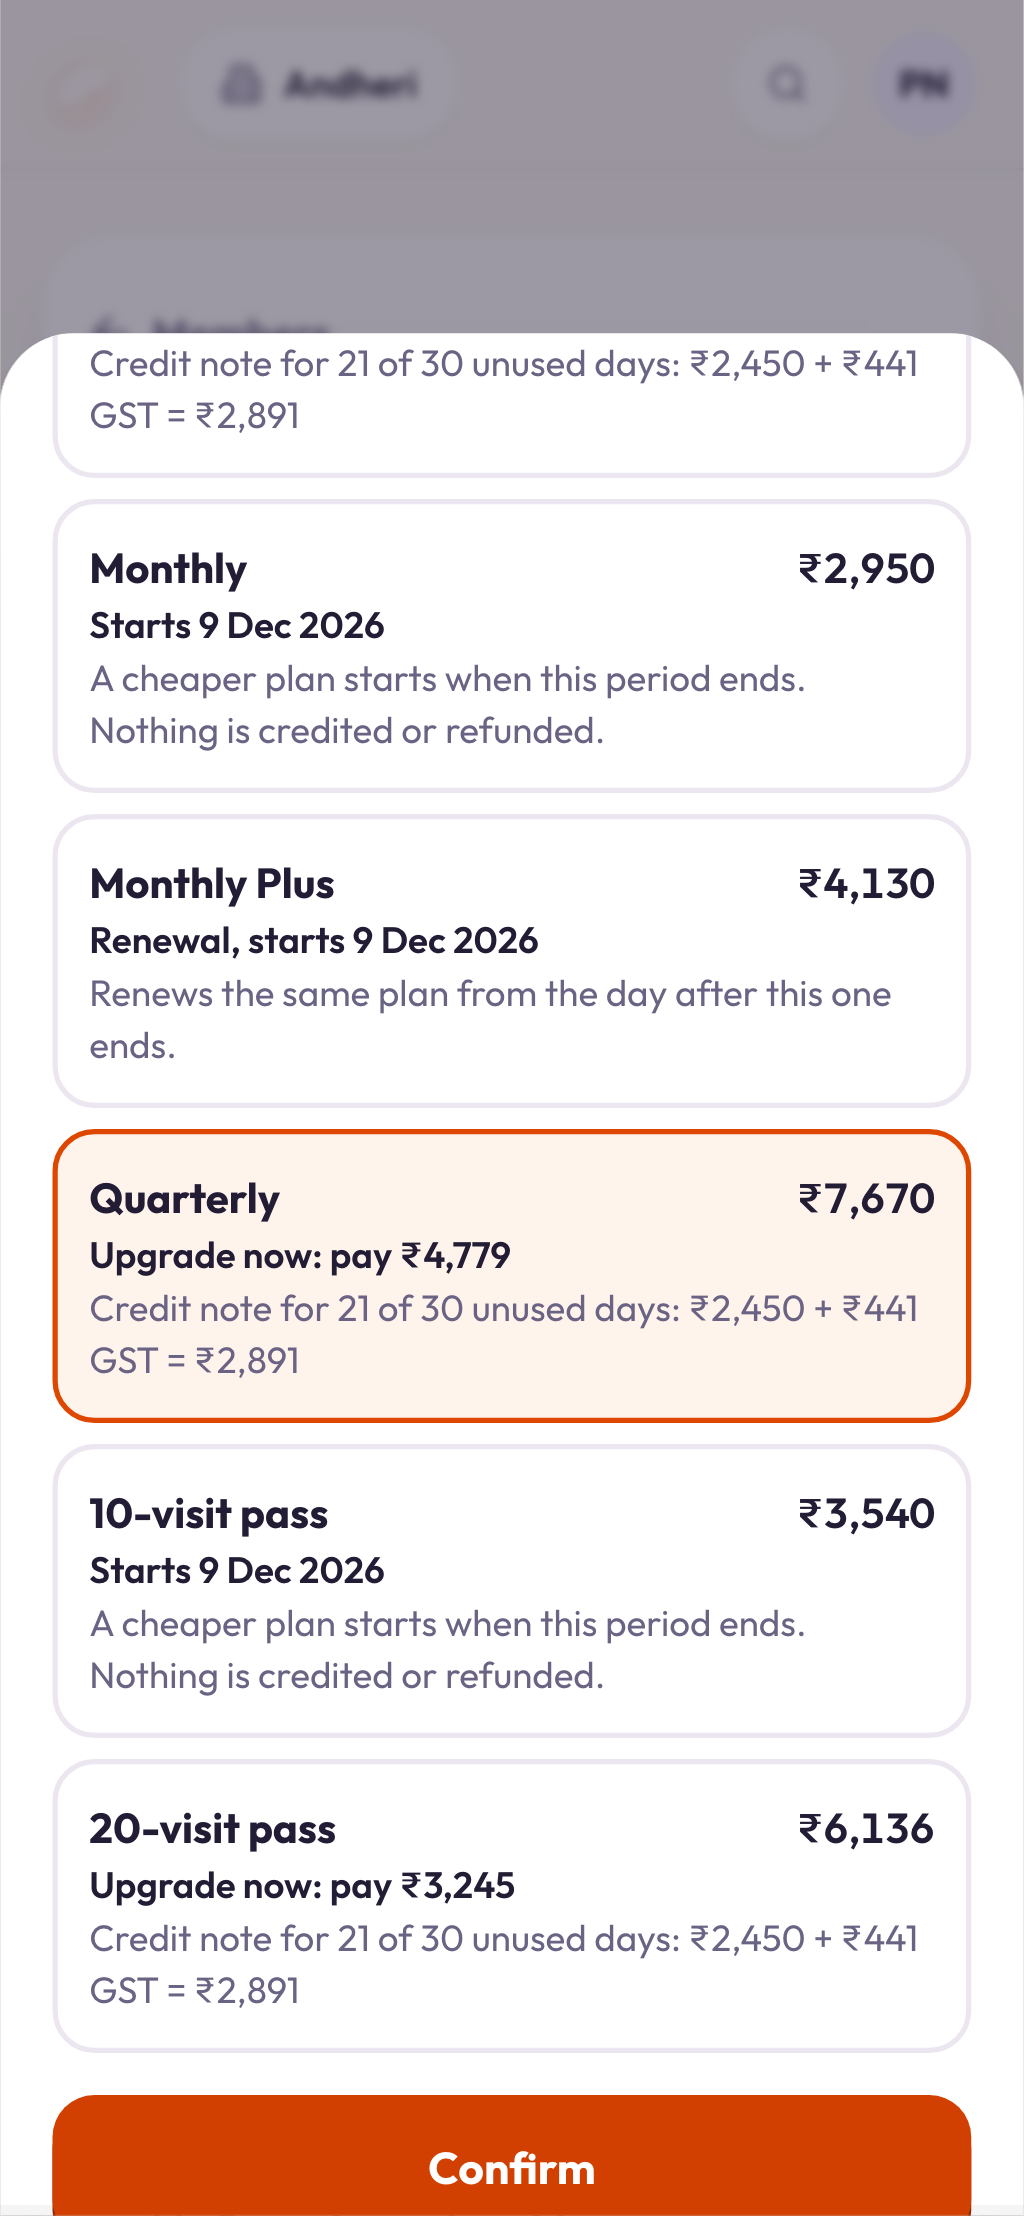 Andheri
PN
Members
Credit note for 21 of 30 unused days: ₹2,450 + ₹441
GST = ₹2,891
Monthly ₹2,950
Starts 9 Dec 2026
A cheaper plan starts when this period ends.
Nothing is credited or refunded.
Monthly Plus ₹4,130
Renewal, starts 9 Dec 2026
Renews the same plan from the day after this one
ends.
Quarterly ₹7,670
Upgrade now: pay ₹4,779
Credit note for 21 of 30 unused days: ₹2,450 + ₹441
GST = ₹2,891
10-visit pass ₹3,540
Starts 9 Dec 2026
A cheaper plan starts when this period ends.
Nothing is credited or refunded.
20-visit pass ₹6,136
Upgrade now: pay ₹3,245
Credit note for 21 of 30 unused days: ₹2,450 + ₹441
GST = ₹2,891
Confirm